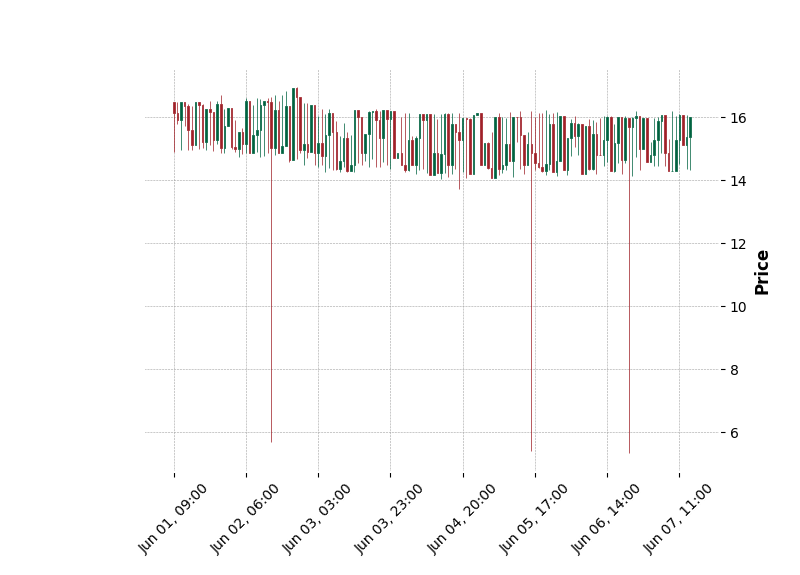 16
14
12
10
8
6
Price
Jun 01, 09:00
Jun 02, 06:00
Jun 03, 03:00
Jun 03, 23:00
Jun 04, 20:00
Jun 05, 17:00
Jun 06, 14:00
Jun 07, 11:00